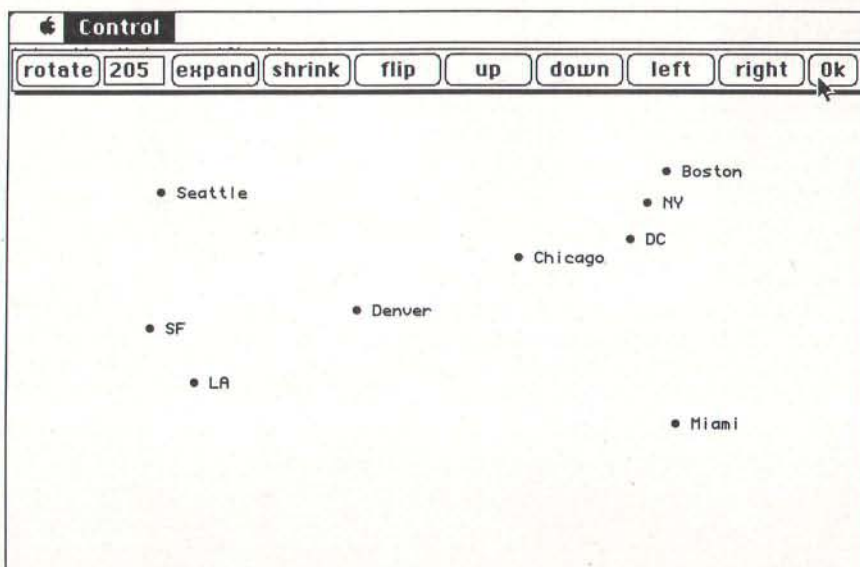 Control
rotate 205 expand shrink flip up down left right Ok
Boston
Seattle
NY
DC
Chicago
Denver
SF
LA
Miami